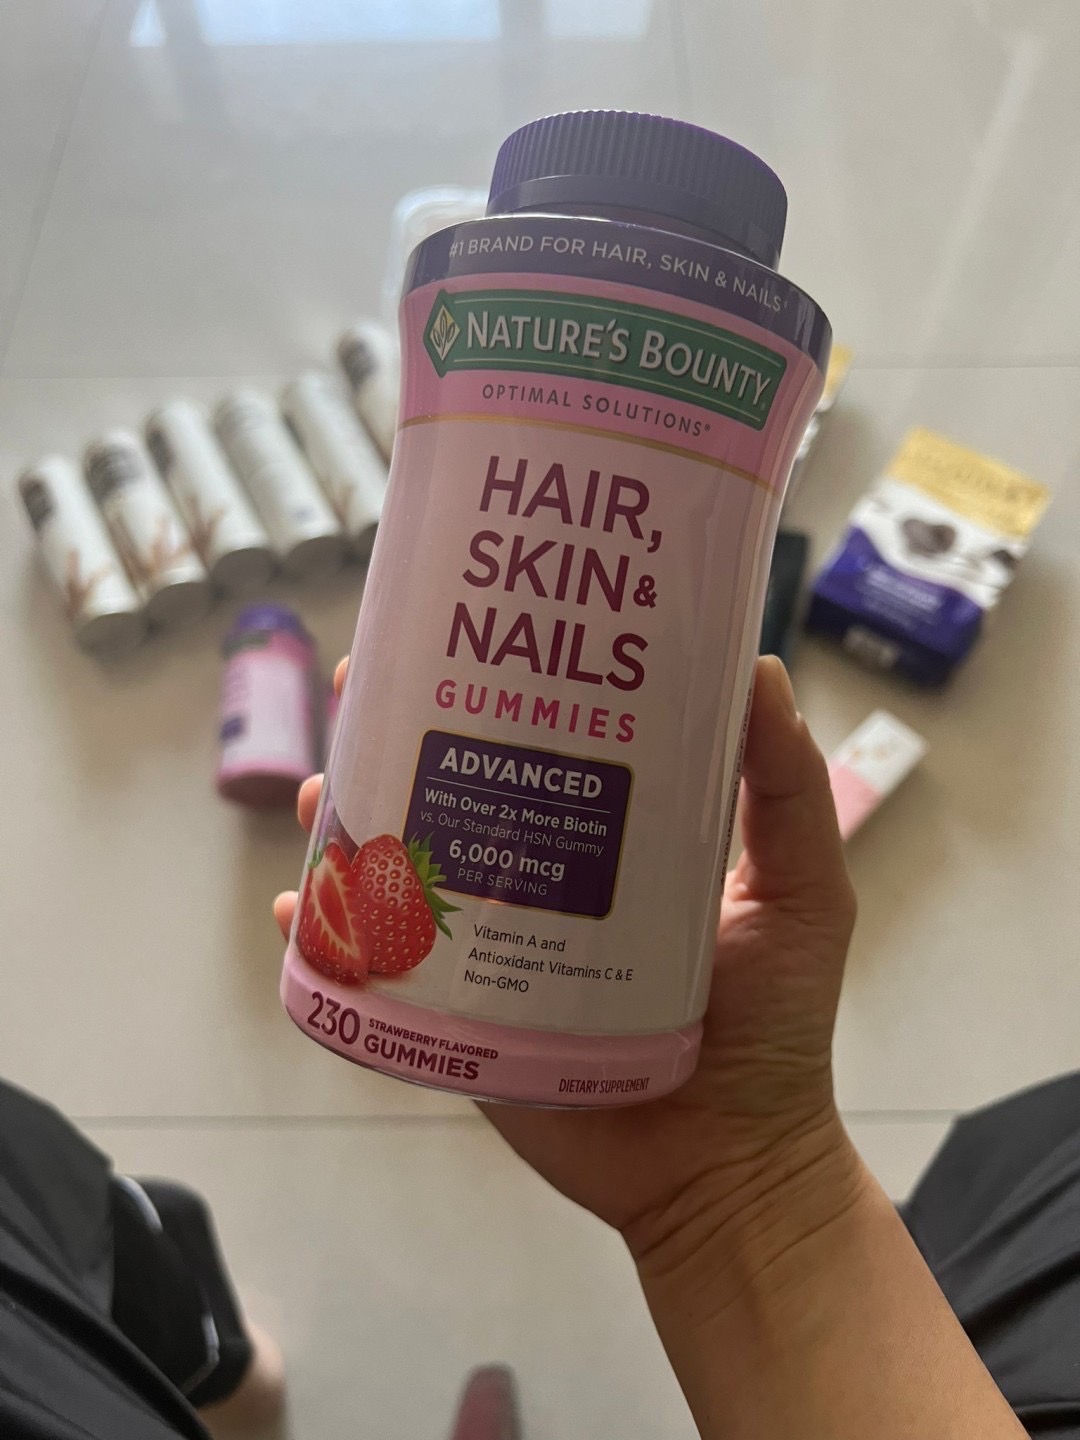 #1 BRAND FOR HAIR, SKIN & NAILS
NATURE'S BOUNTY®
OPTIMAL SOLUTIONS®
HAIR,
SKIN &
NAILS
GUMMIES
ADVANCED
With Over 2x More Biotin
vs. Our Standard HSN Gummy
6,000 mcg
PER SERVING
Vitamin A and
Antioxidant Vitamins C & E
Non-GMO
230 STRAWBERRY FLAVORED
GUMMIES
DIETARY SUPPLEMENT